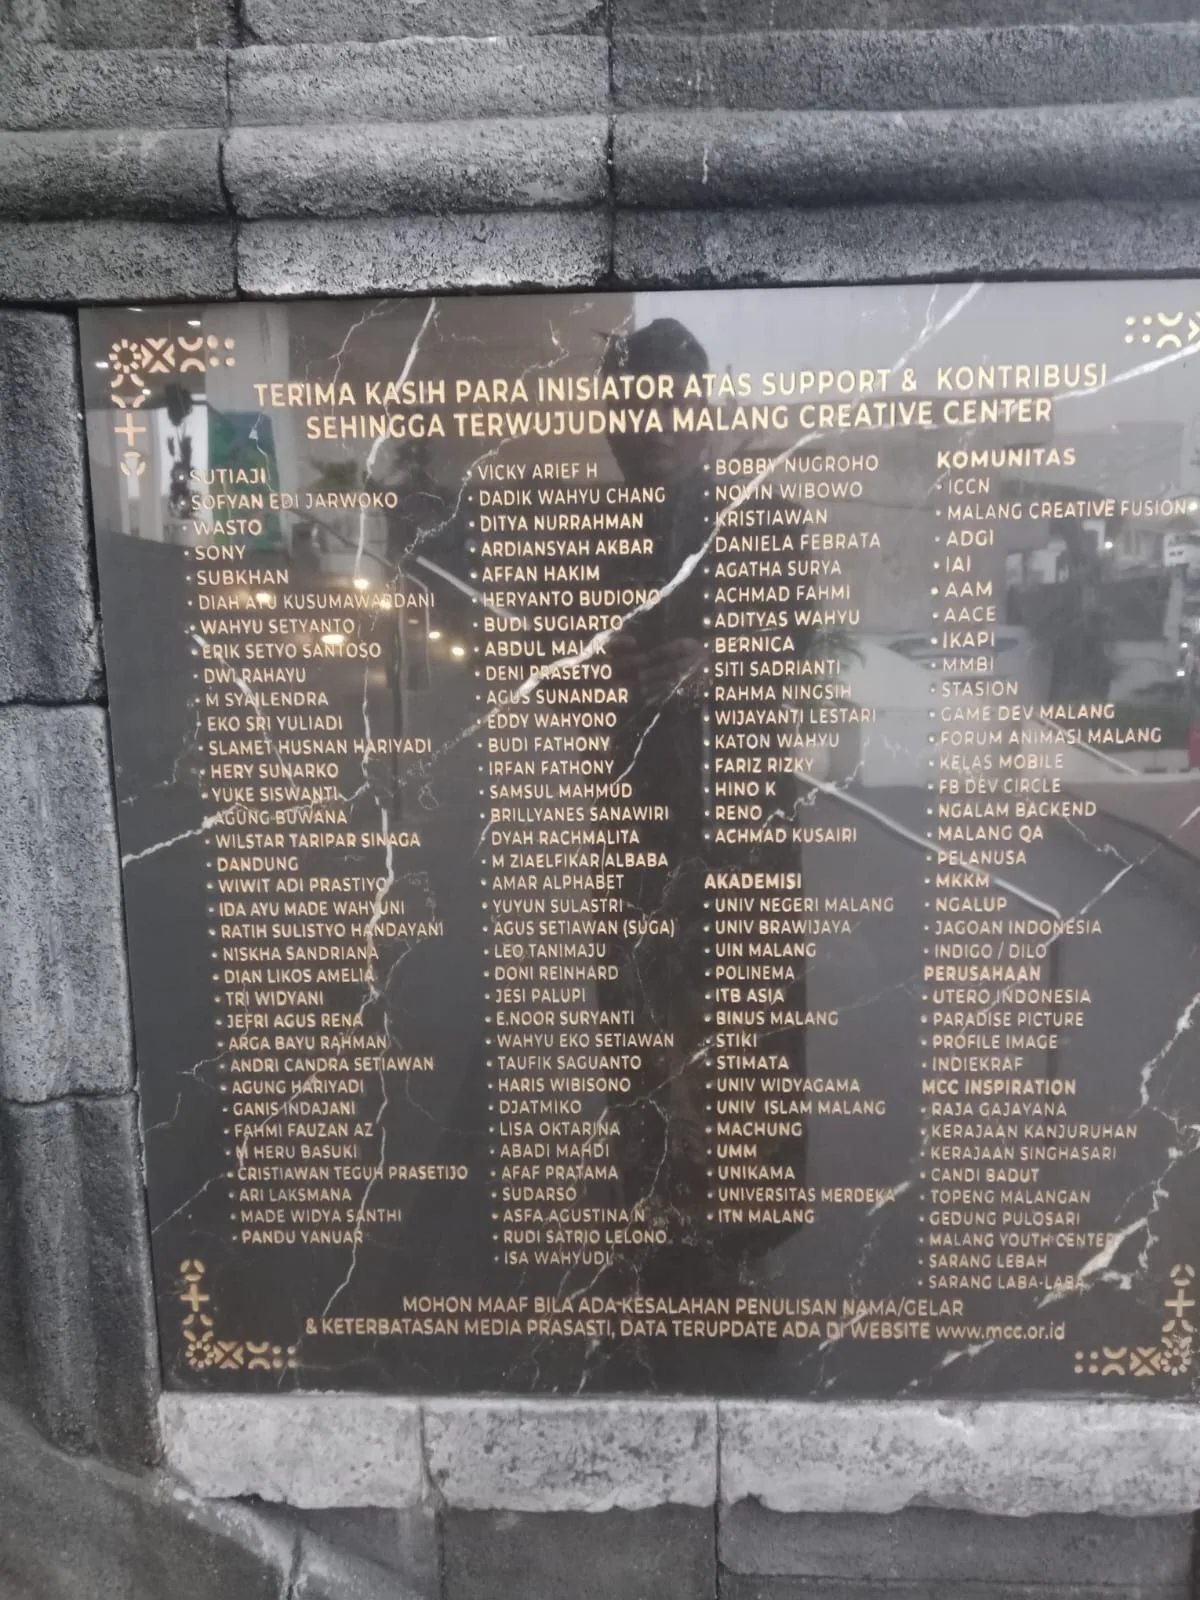 TERIMA KASIH PARA INISIATOR ATAS SUPPORT & KONTRIBUSI
SEHINGGA TERWUJUDNYA MALANG CREATIVE CENTER
• SUTIAJI
• SOFYAN EDI JARWOKO
• WASTO
• SONY
• SUBKHAN
• DIAH AYU KUSUMAWARDANI
• WAHYU SETYANTO
• ERIK SETYO SANTOSO
• DWI RAHAYU
• M SYAILENDRA
• EKO SRI YULIADI
• SLAMET HUSNAN HARIYADI
• HERY SUNARKO
• YUKE SISWANTI
• AGUNG BUWANA
• WILSTAR TARIPAR SINAGA
• DANDUNG
• WIWIT ADI PRASTIYO
• IDA AYU MADE WAHYUNI
• RATIH SULISTYO HANDAYANI
• NISKHA SANDRIANA
• DIAN LIKOS AMELIA
• TRI WIDYANI
• JEFRI AGUS RENA
• ARGA BAYU RAHMAN
• ANDRI CANDRA SETIAWAN
• AGUNG HARIYADI
• GANIS INDAJANI
• FAHMI FAUZAN AZ
• M HERU BASUKI
• CRISTIAWAN TEGUH PRASETIJO
• ARI LAKSMANA
• MADE WIDYA SANTHI
• PANDU YANUAR
• VICKY ARIEF H
• DADIK WAHYU CHANG
• DITYA NURRAHMAN
• ARDIANSYAH AKBAR
• AFFAN HAKIM
• HERYANTO BUDIONO
• BUDI SUGIARTO
• ABDUL MALIK
• DENI PRASETYO
• AGUS SUNANDAR
• EDDY WAHYONO
• BUDI FATHONY
• IRFAN FATHONY
• SAMSUL MAHMUD
• BRILLYANES SANAWIRI
DYAH RACHMALITA
• M ZIAELFIKAR ALBABA
• AMAR ALPHABET
• YUYUN SULASTRI
• AGUS SETIAWAN (SUGA)
• LEO TANIMAJU
• DONI REINHARD
• JESI PALUPI
• E.NOOR SURYANTI
• WAHYU EKO SETIAWAN
• TAUFIK SAGUANTO
• HARIS WIBISONO
• DJATMIKO
• LISA OKTARINA
• ABADI MAHDI
• AFAF PRATAMA
• SUDARSO
• ASFA AGUSTINAN
• RUDI SATRIO LELONO
• ISA WAHYUDI
• BOBBY NUGROHO
• NOVIN WIBOWO
• KRISTIAWAN
DANIELA FEBRATA
• AGATHA SURYA
• ACHMAD FAHMI
• ADITYAS WAHYU
• BERNICA
• SITI SADRIANTI
• RAHMA NINGSIH
• WIJAYANTI LESTARI
• KATON WAHYU
• FARIZ RIZKY
• HINO K
• RENO
• ACHMAD KUSAIRI
AKADEMISI
• UNIV NEGERI MALANG
• UNIV BRAWIJAYA
• UIN MALANG
• POLINEMA
• ITB ASIA
• BINUS MALANG
• STIKI
• STIMATA
• UNIV WIDYAGAMA
• UNIV ISLAM MALANG
• MACHUNG
• UMM
• UNIKAMA
• UNIVERSITAS MERDEKA
• ITN MALANG
KOMUNITAS
• ICCN
• MALANG CREATIVE FUSION
• ADGI
• IAI
• AAM
• AACE
• IKAPI
• MMBI
• STASION
• GAME DEV MALANG
• FORUM ANIMASI MALANG
• KELAS MOBILE
• FB DEV CIRCLE
• NGALAM BACKEND
• MALANG QA
• PELANUSA
• MKKM
• NGALUP
• JAGOAN INDONESIA
• INDIGO / DILO
PERUSAHAAN
• UTERO INDONESIA
• PARADISE PICTURE
• PROFILE IMAGE
• INDIEKRAF
MCC INSPIRATION
• RAJA GAJAYANA
• KERAJAAN KANJURUHAN
• KERAJAAN SINGHASARI
• CANDI BADUT
• TOPENG MALANGAN
• GEDUNG PULOSARI
• MALANG YOUTH CENTER
• SARANG LEBAH
• SARANG LABA-LABA
MOHON MAAF BILA ADA KESALAHAN PENULISAN NAMA/GELAR
& KETERBATASAN MEDIA PRASASTI, DATA TERUPDATE ADA DI WEBSITE www.mcc.or.id